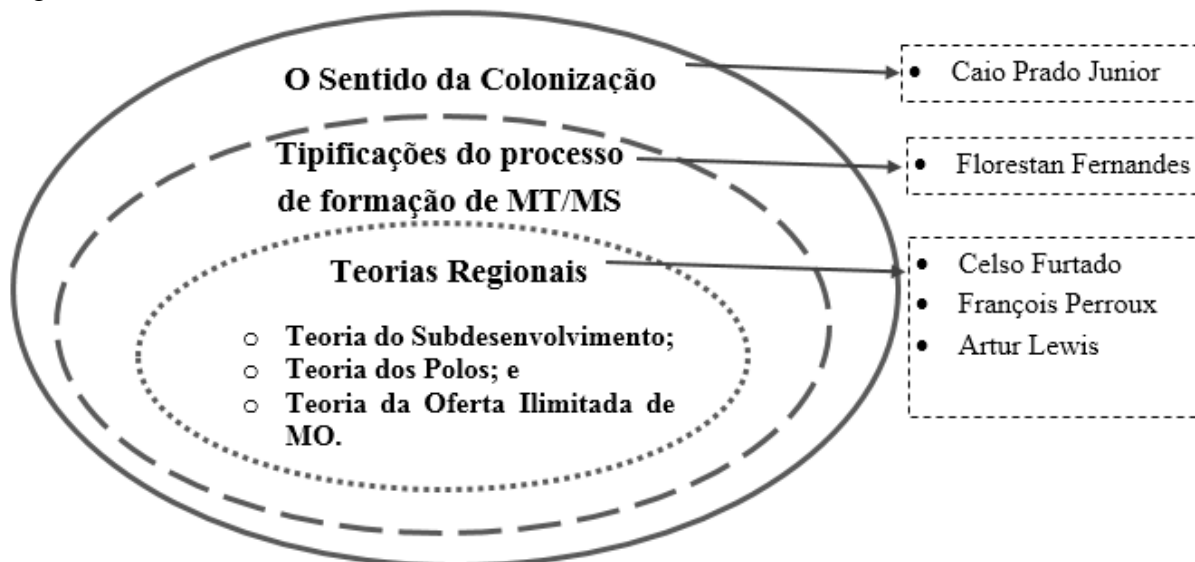 O Sentido da Colonização
Tipificações do processo
de formação de MT/MS
Teorias Regionais
o Teoria do Subdesenvolvimento;
o Teoria dos Polos; e
o Teoria da Oferta Ilimitada de
MO.
• Caio Prado Junior
• Florestan Fernandes
• Celso Furtado
• François Perroux
• Artur Lewis